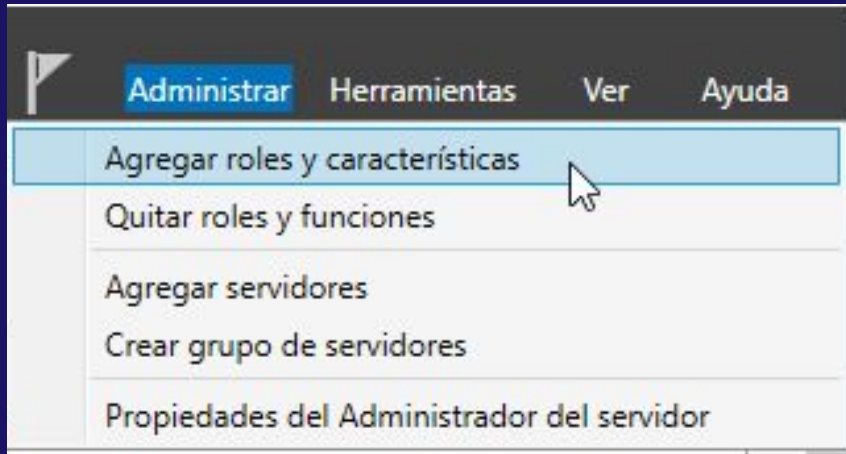 Administrar Herramientas Ver Ayuda
Agregar roles y características
Quitar roles y funciones
Agregar servidores
Crear grupo de servidores
Propiedades del Administrador del servidor